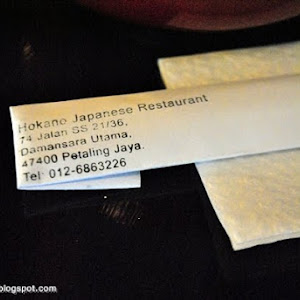 Hokano Japanese Restaurant
74 Jalan SS 21/36,
Damansara Utama,
47400 Petaling Jaya.
Tel: 012-6863226
blogspot.com